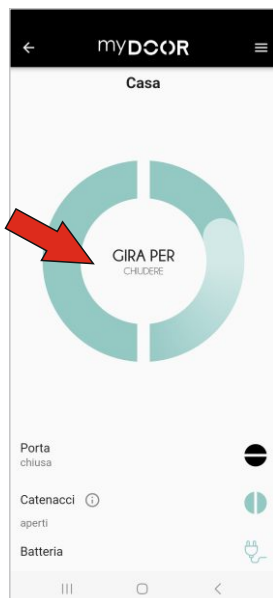 myDOOR
Casa
GIRA PER
CHIUDERE
Porta
chiusa
Catenacci
aperti
Batteria